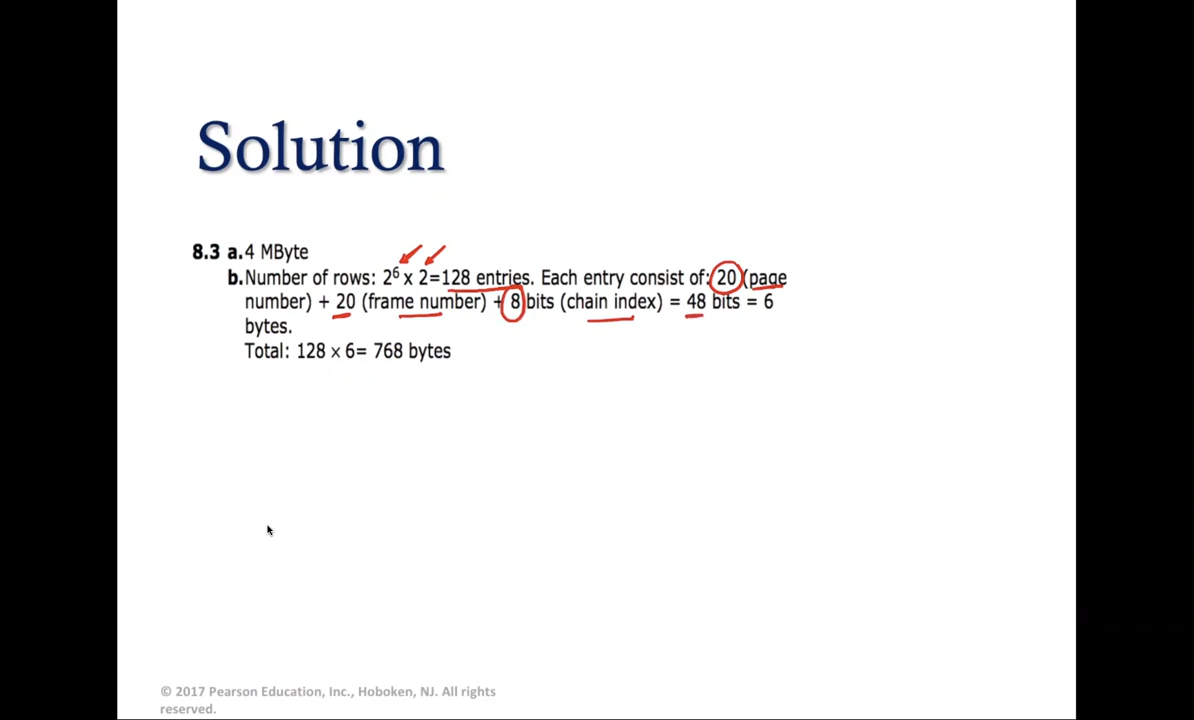 Solution
8.3 a.4 MByte
b.Number of rows: 2⁶ x 2=128 entries. Each entry consist of: 20 (page
number) + 20 (frame number) + 8 bits (chain index) = 48 bits = 6
bytes.
Total: 128 × 6= 768 bytes
© 2017 Pearson Education, Inc., Hoboken, NJ. All rights
reserved.